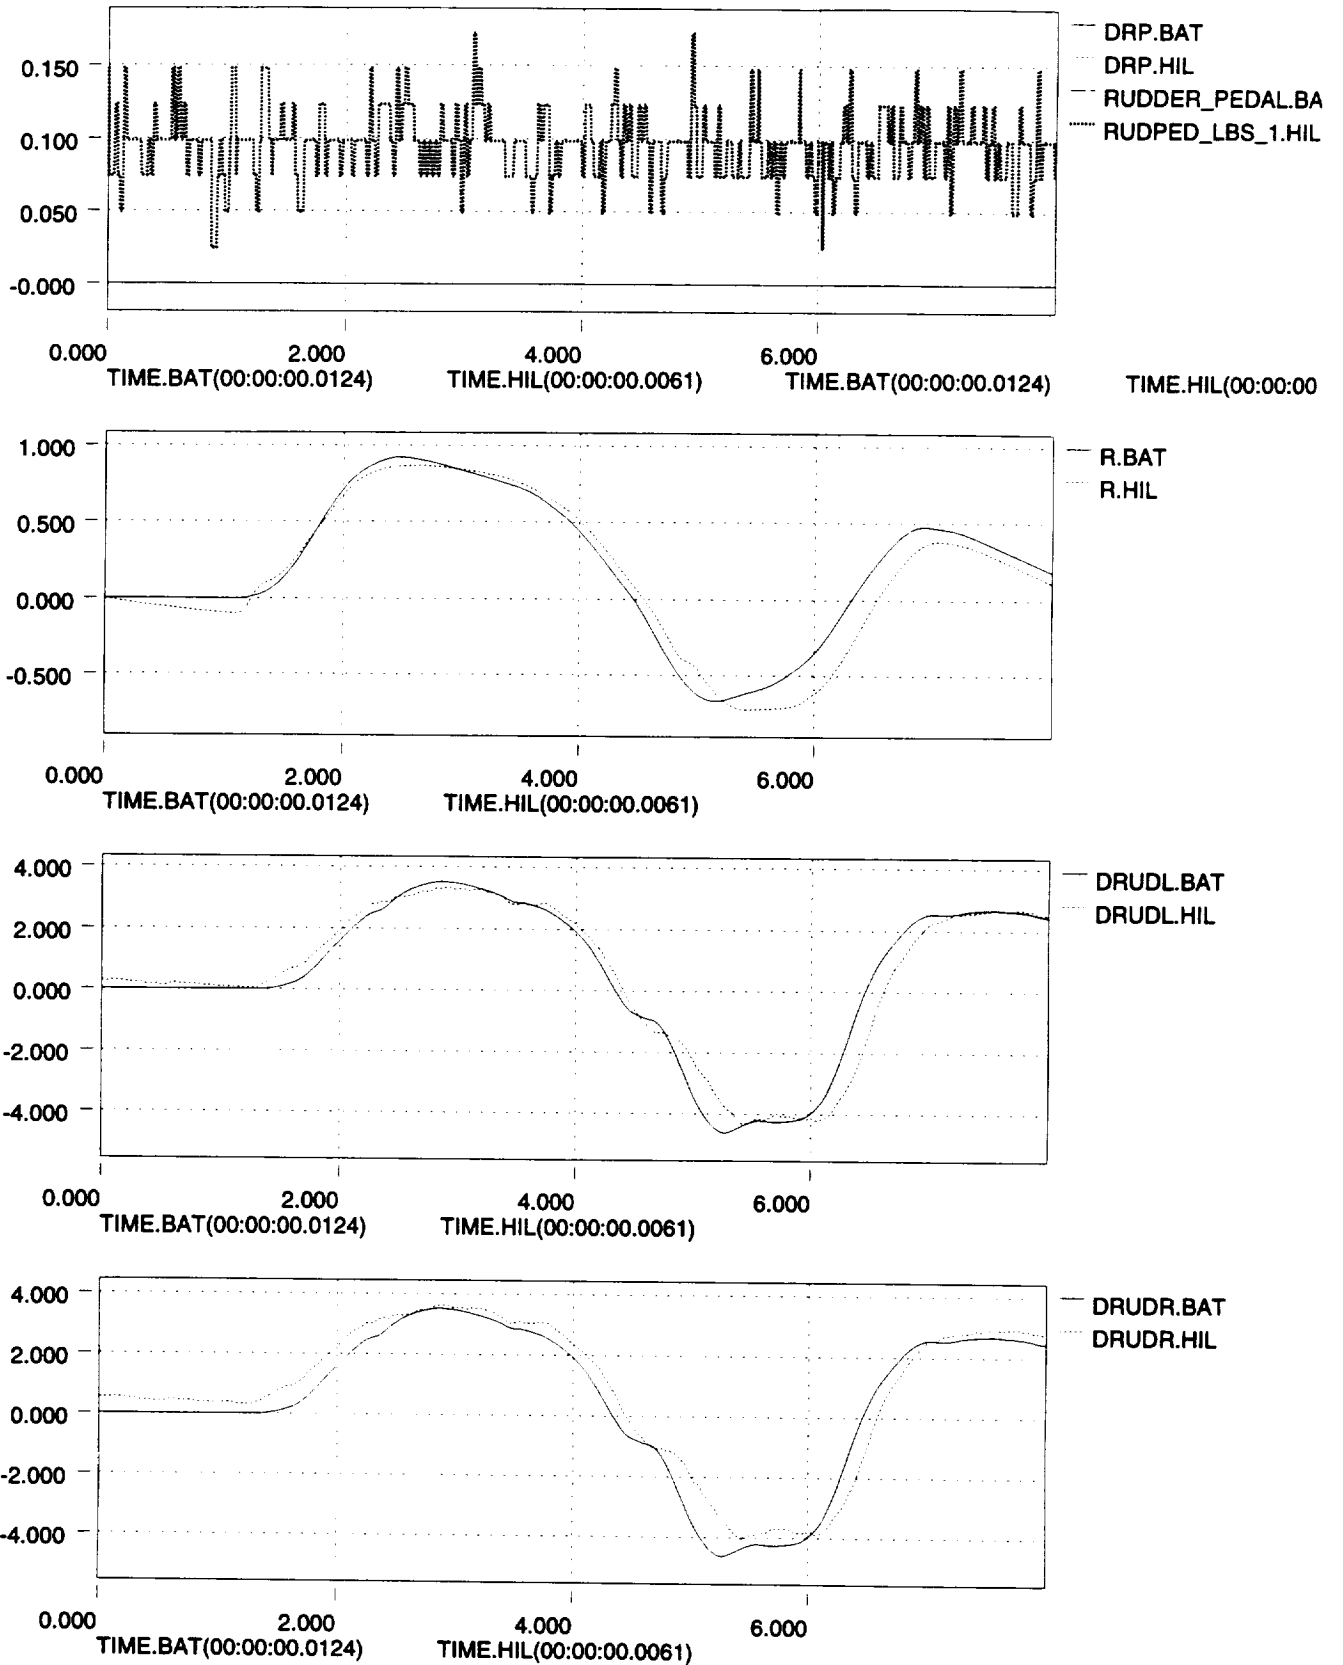 DRP.BAT
DRP.HIL
RUDDER_PEDAL.BA
RUDPED_LBS_1.HIL
0.150
0.100
0.050
-0.000
0.000 2.000 4.000 6.000
TIME.BAT(00:00:00.0124) TIME.HIL(00:00:00.0061) TIME.BAT(00:00:00.0124) TIME.HIL(00:00:00
1.000
0.500
0.000
-0.500
R.BAT
R.HIL
0.000 2.000 4.000 6.000
TIME.BAT(00:00:00.0124) TIME.HIL(00:00:00.0061)
4.000
2.000
0.000
-2.000
-4.000
DRUDL.BAT
DRUDL.HIL
0.000 2.000 4.000 6.000
TIME.BAT(00:00:00.0124) TIME.HIL(00:00:00.0061)
4.000
2.000
0.000
-2.000
-4.000
DRUDR.BAT
DRUDR.HIL
0.000 2.000 4.000 6.000
TIME.BAT(00:00:00.0124) TIME.HIL(00:00:00.0061)